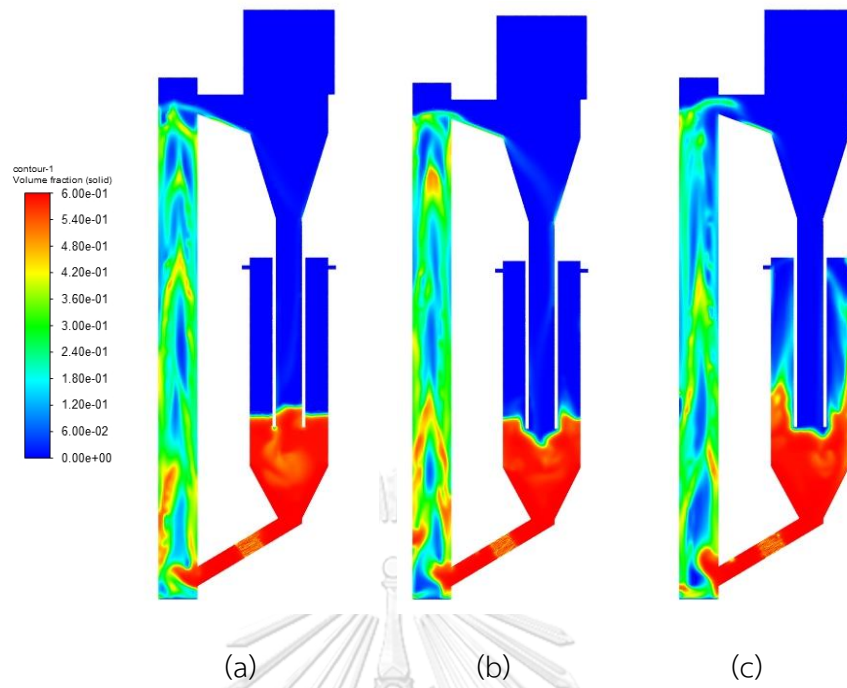 contour-1
Volume fraction (solid)
6.00e-01
5.40e-01
4.80e-01
4.20e-01
3.60e-01
3.00e-01
2.40e-01
1.80e-01
1.20e-01
6.00e-02
0.00e+00
(a) (b) (c)